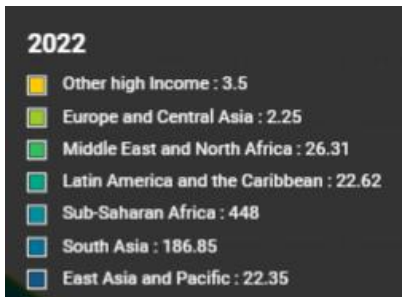 2022
Other high Income : 3.5
Europe and Central Asia : 2.25
Middle East and North Africa : 26.31
Latin America and the Caribbean : 22.62
Sub-Saharan Africa : 448
South Asia : 186.85
East Asia and Pacific : 22.35